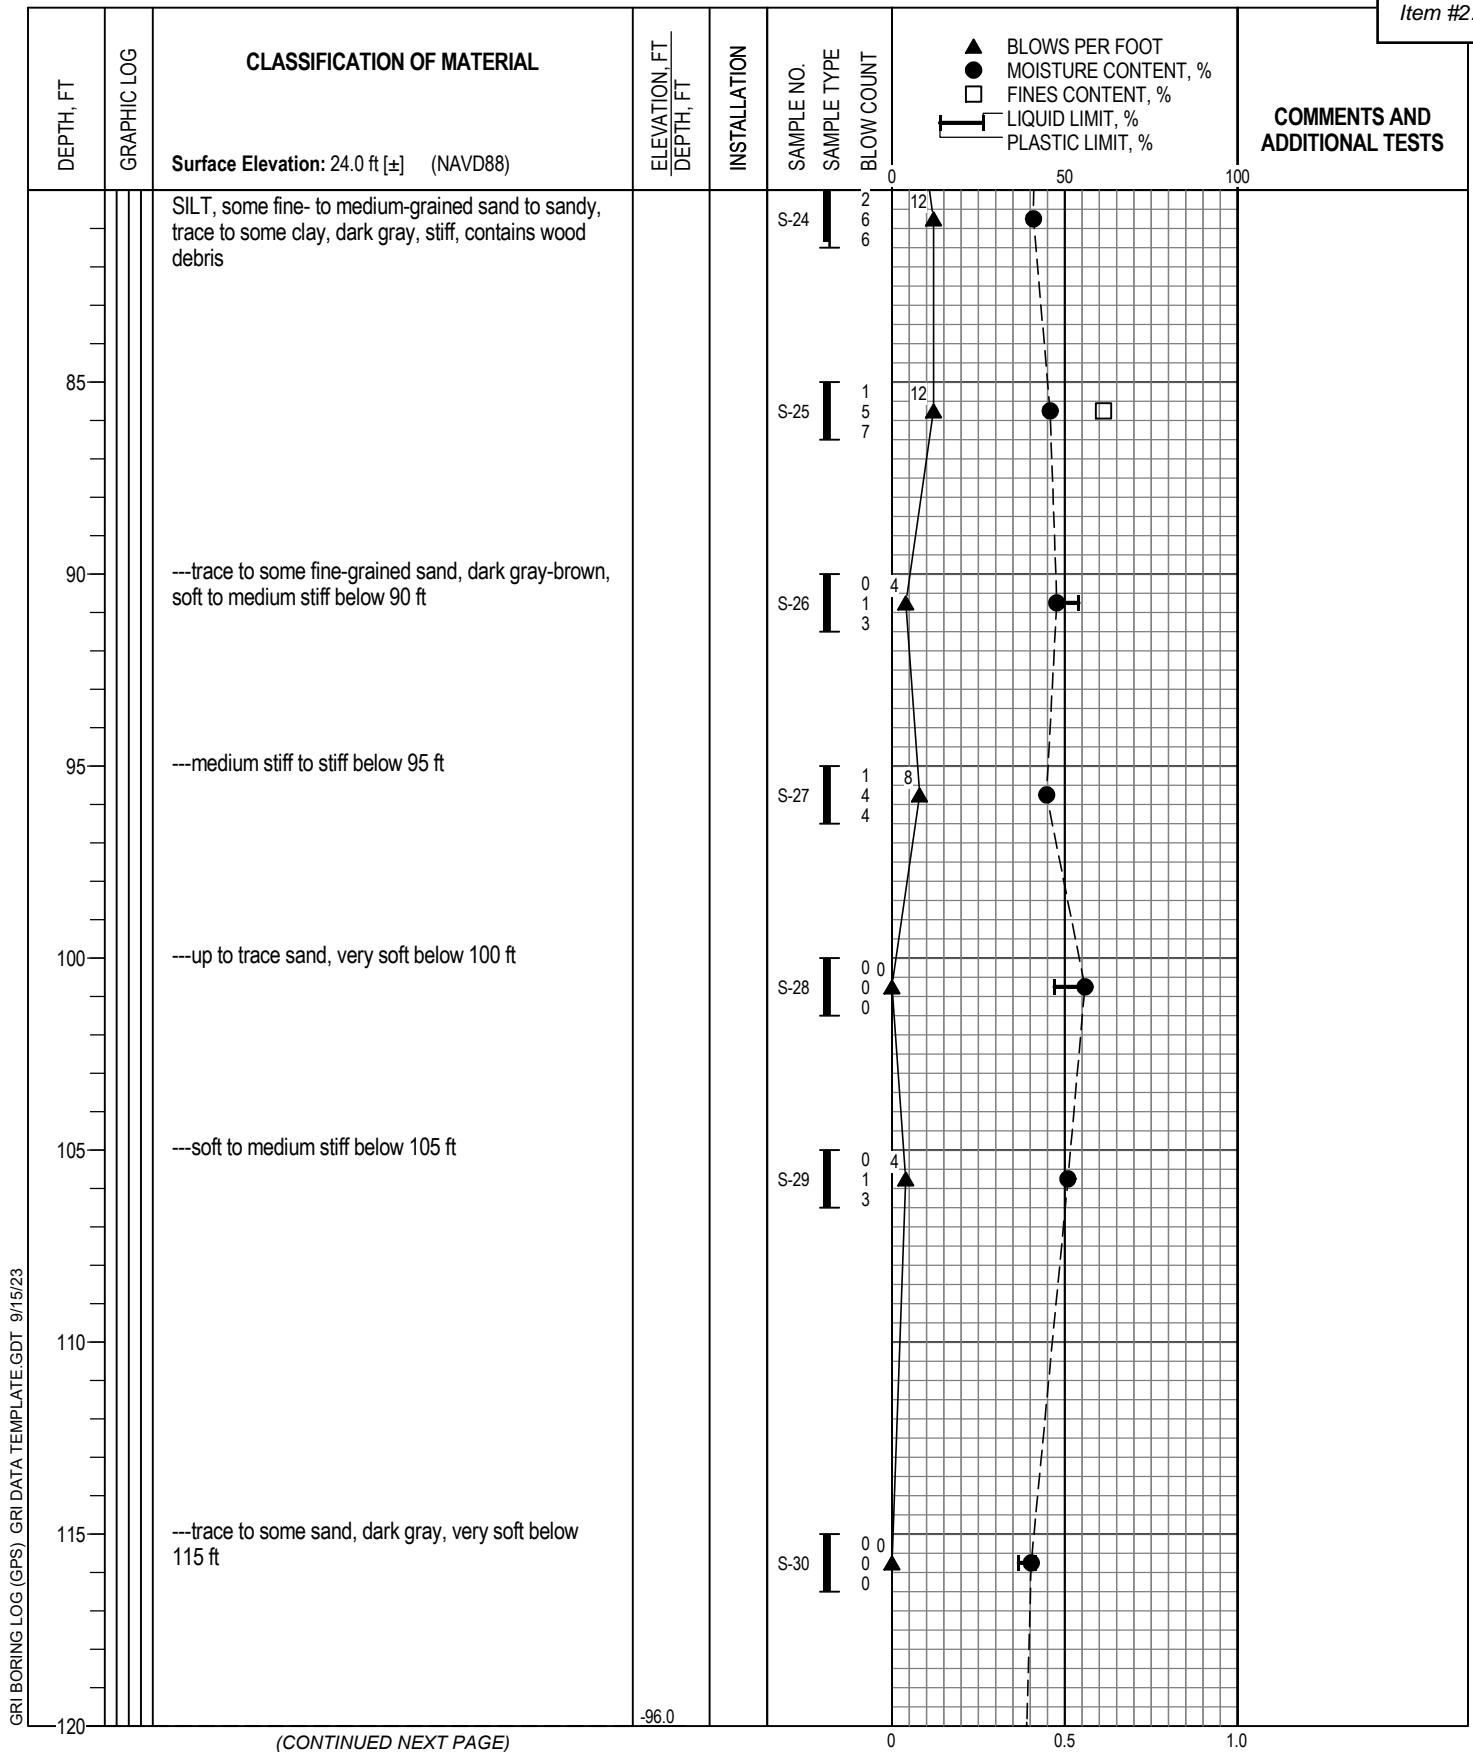 Item #2.
DEPTH, FT
GRAPHIC LOG
CLASSIFICATION OF MATERIAL
Surface Elevation: 24.0 ft [±] (NAVD88)
ELEVATION, FT
DEPTH, FT
INSTALLATION
SAMPLE NO.
SAMPLE TYPE
BLOW COUNT
BLOWS PER FOOT
MOISTURE CONTENT, %
FINES CONTENT, %
LIQUID LIMIT, %
PLASTIC LIMIT, %
COMMENTS AND
ADDITIONAL TESTS
0 50 100
SILT, some fine- to medium-grained sand to sandy,
trace to some clay, dark gray, stiff, contains wood
debris
S-24
2
6
6
12
85
S-25
1
5
7
12
90
---trace to some fine-grained sand, dark gray-brown,
soft to medium stiff below 90 ft
S-26
0
1
3
4
95
---medium stiff to stiff below 95 ft
S-27
1
4
4
8
100
---up to trace sand, very soft below 100 ft
S-28
0
0
0
0
105
---soft to medium stiff below 105 ft
S-29
0
1
3
4
110
115
---trace to some sand, dark gray, very soft below
115 ft
S-30
0
0
0
0
120
-96.0
(CONTINUED NEXT PAGE)
0 0.5 1.0
GRI BORING LOG (GPS) GRI DATA TEMPLATE.GDT 9/15/23